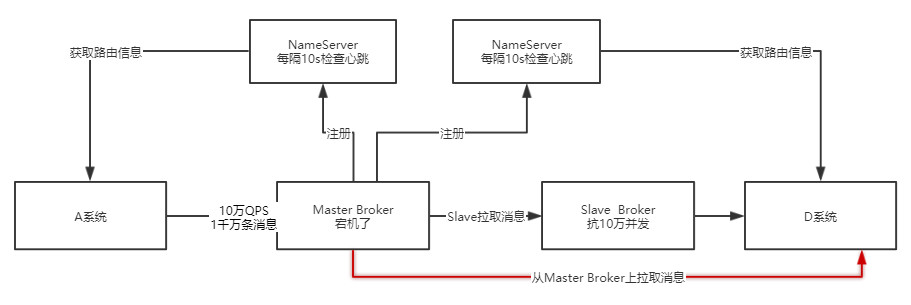 NameServer
每隔10s检查心跳
NameServer
每隔10s检查心跳
获取路由信息
获取路由信息
注册
注册
A系统
10万QPS
1千万条消息
Master Broker
宕机了
Slave拉取消息
Slave Broker
抗10万并发
D系统
从Master Broker上拉取消息